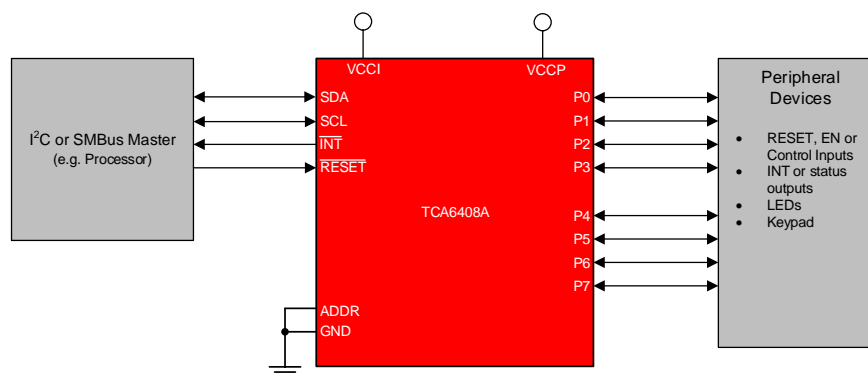 VCCI
VCCP
I²C or SMBus Master
(e.g. Processor)
SDA
SCL
INT
RESET
TCA6408A
ADDR
GND
P0
P1
P2
P3
P4
P5
P6
P7
Peripheral
Devices
• RESET, EN or
Control Inputs
• INT or status
outputs
• LEDs
• Keypad